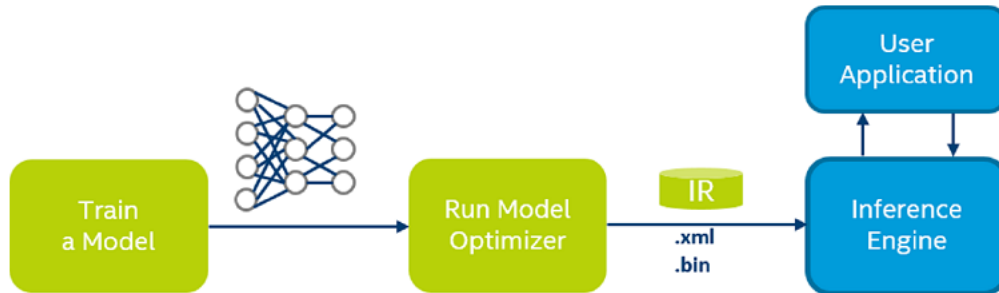 User
Application
Train
a Model
Run Model
Optimizer
IR
.xml
.bin
Inference
Engine